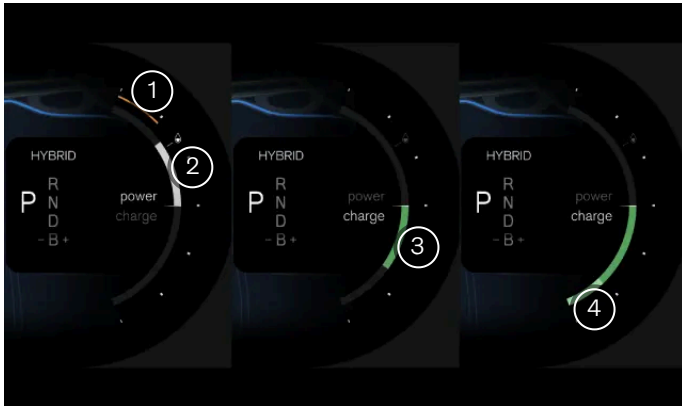 1
2
HYBRID
P
R
N
D
- B +
power
charge
HYBRID
P
R
N
D
- B +
power
charge
3
HYBRID
P
R
N
D
- B +
power
charge
4